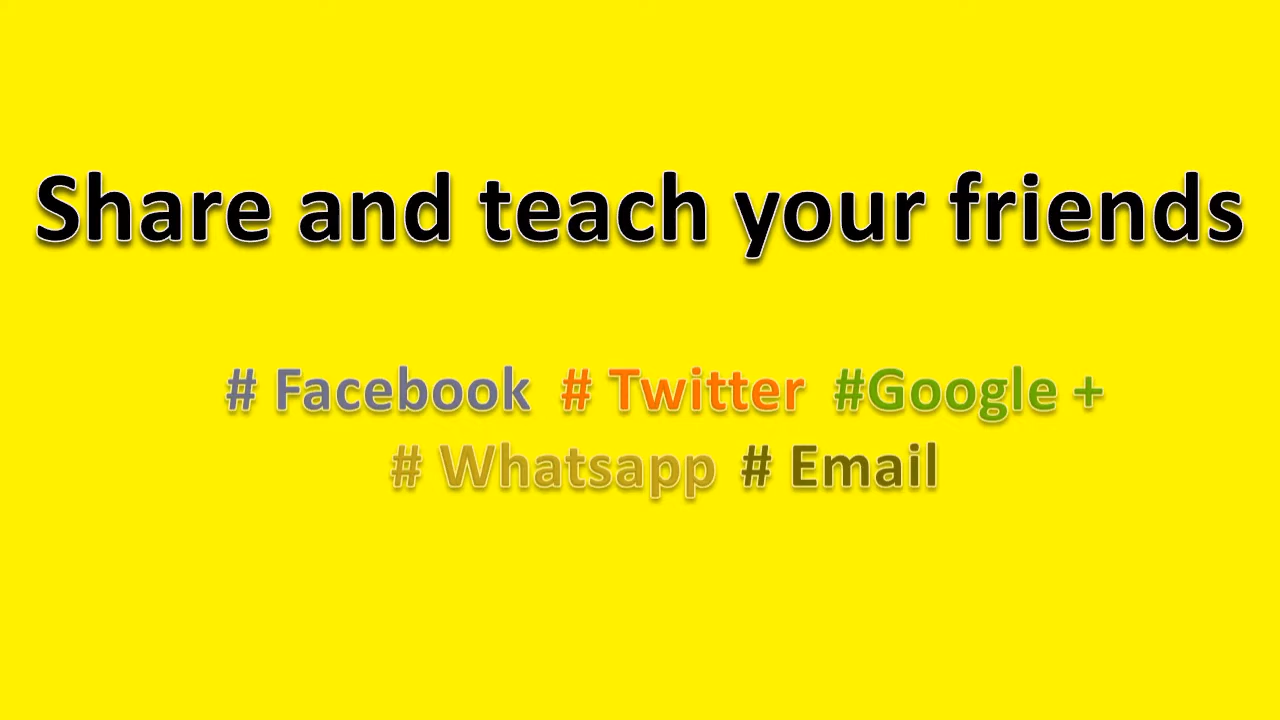 Share and teach your friends
# Facebook # Twitter #Google +
# Whatsapp # Email